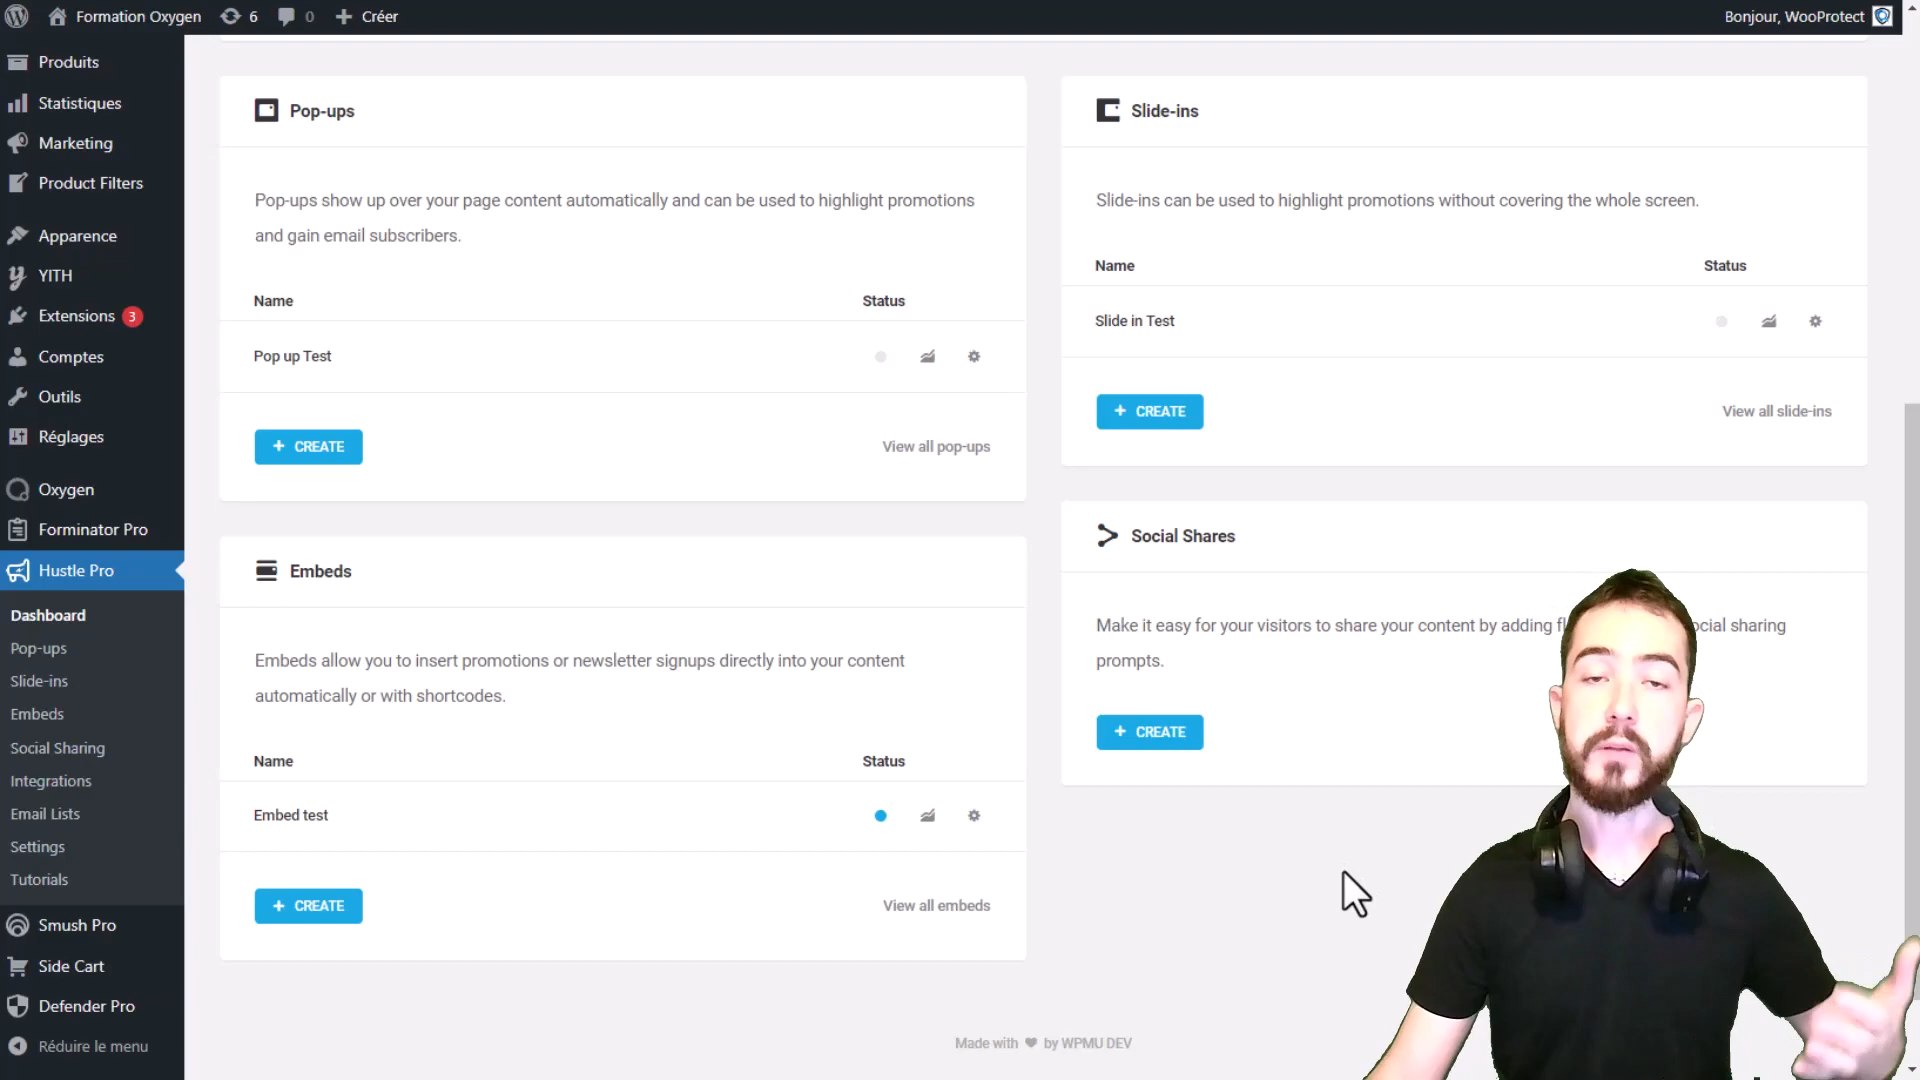 Formation Oxygen
6
0
Créer
Bonjour, WooProtect
Produits
Statistiques
Marketing
Product Filters
Apparence
YITH
Extensions 3
Comptes
Outils
Réglages
Oxygen
Forminator Pro
Hustle Pro
Dashboard
Pop-ups
Slide-ins
Embeds
Social Sharing
Integrations
Email Lists
Settings
Tutorials
Smush Pro
Side Cart
Defender Pro
Réduire le menu
Pop-ups
Pop-ups show up over your page content automatically and can be used to highlight promotions
and gain email subscribers.
Name Status
Pop up Test
+ CREATE
View all pop-ups
Embeds
Embeds allow you to insert promotions or newsletter signups directly into your content
automatically or with shortcodes.
Name Status
Embed test
+ CREATE
View all embeds
Slide-ins
Slide-ins can be used to highlight promotions without covering the whole screen.
Name Status
Slide in Test
+ CREATE
View all slide-ins
Social Shares
Make it easy for your visitors to share your content by adding ocial sharing
prompts.
+ CREATE
Made with ♥ by WPMU DEV